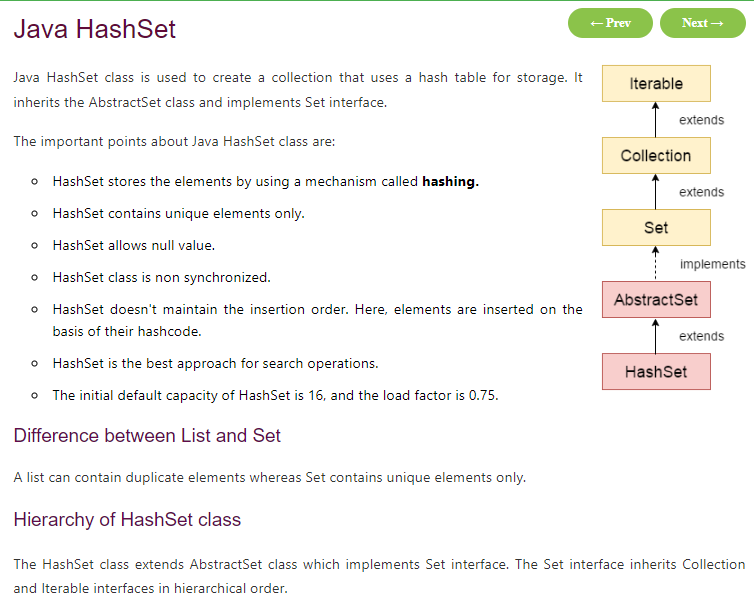 Java HashSet
← Prev
Next →
Java HashSet class is used to create a collection that uses a hash table for storage. It
inherits the AbstractSet class and implements Set interface.
The important points about Java HashSet class are:
HashSet stores the elements by using a mechanism called hashing.
HashSet contains unique elements only.
HashSet allows null value.
HashSet class is non synchronized.
HashSet doesn't maintain the insertion order. Here, elements are inserted on the
basis of their hashcode.
HashSet is the best approach for search operations.
The initial default capacity of HashSet is 16, and the load factor is 0.75.
Iterable
extends
Collection
extends
Set
implements
AbstractSet
extends
HashSet
Difference between List and Set
A list can contain duplicate elements whereas Set contains unique elements only.
Hierarchy of HashSet class
The HashSet class extends AbstractSet class which implements Set interface. The Set interface inherits Collection
and Iterable interfaces in hierarchical order.